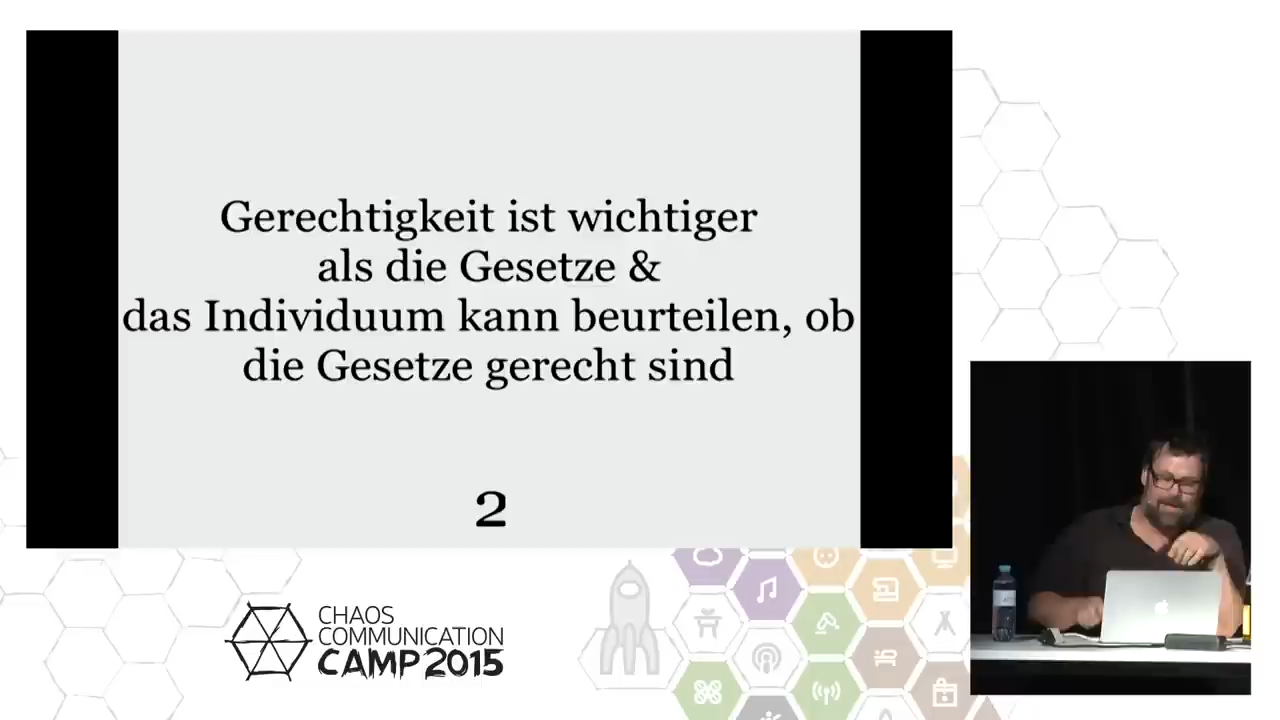 Gerechtigkeit ist wichtiger
als die Gesetze &
das Individuum kann beurteilen, ob
die Gesetze gerecht sind
2
CHAOS
COMMUNICATION
CAMP 2015